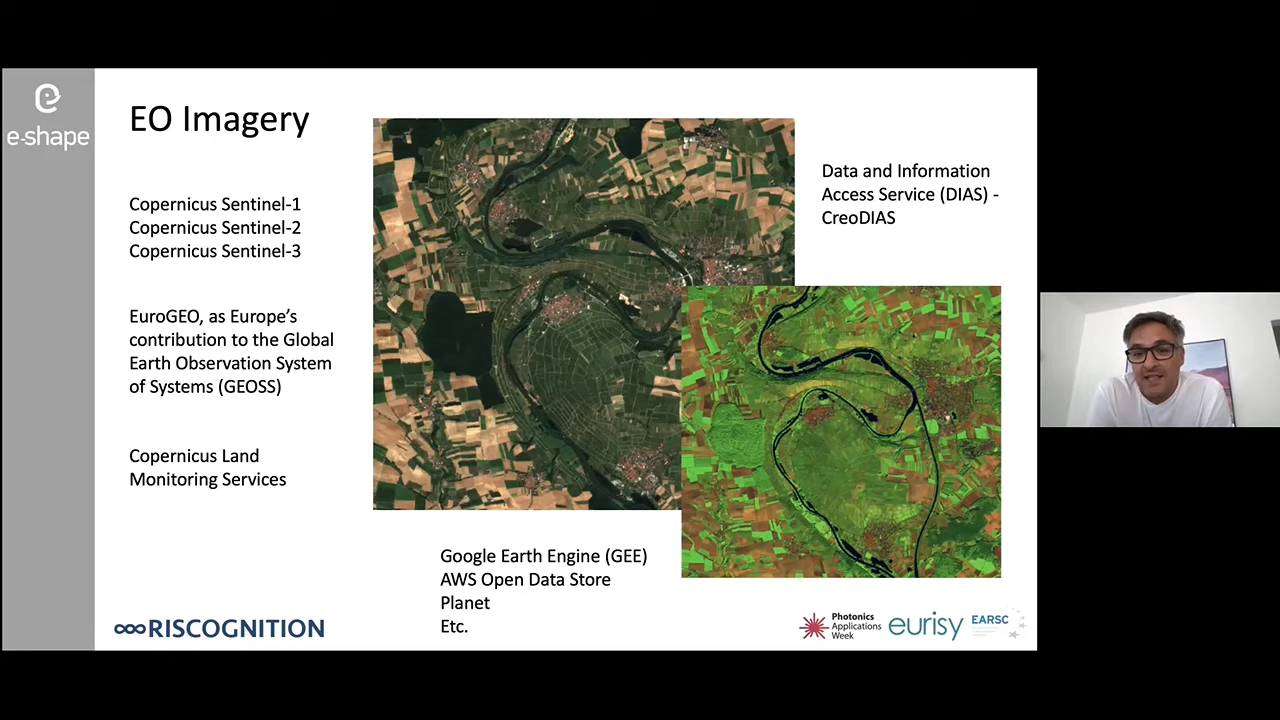 e-shape
EO Imagery
Copernicus Sentinel-1
Copernicus Sentinel-2
Copernicus Sentinel-3
EuroGEO, as Europe’s
contribution to the Global
Earth Observation System
of Systems (GEOSS)
Copernicus Land
Monitoring Services
Data and Information
Access Service (DIAS) -
CreoDIAS
Google Earth Engine (GEE)
AWS Open Data Store
Planet
Etc.
RISCOGNITION
Photonics
Applications
Week
eurisy
EARSC